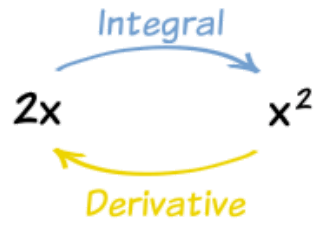 Integral
2x x²
Derivative